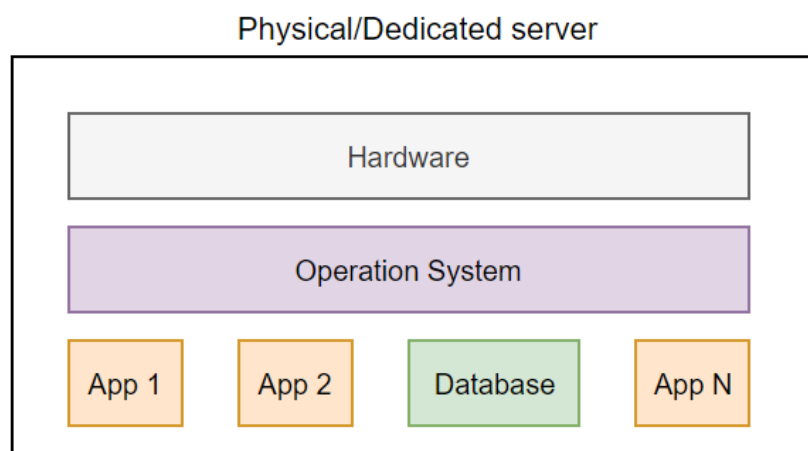 Physical/Dedicated server
Hardware
Operation System
App 1 App 2 Database App N